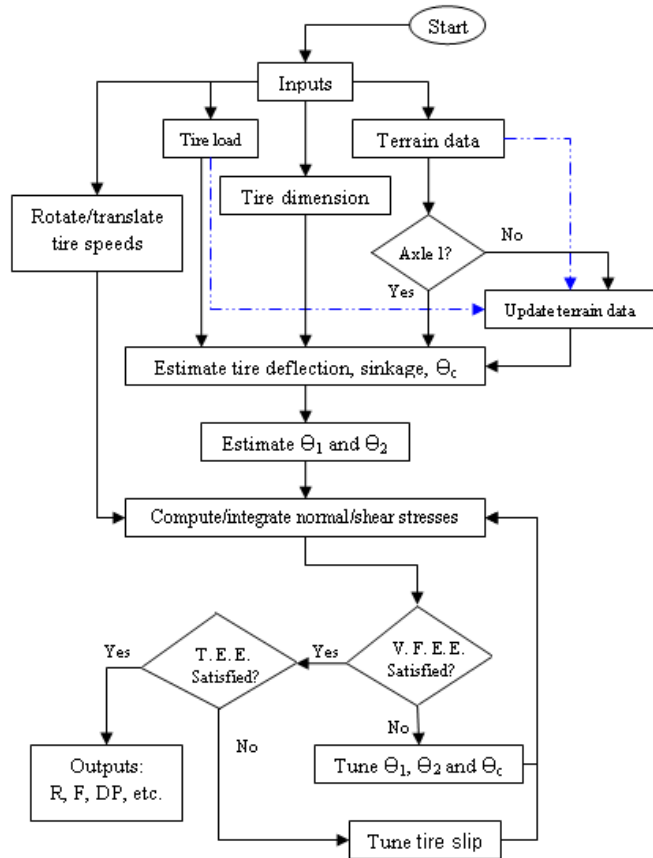 Start
Inputs
Tire load
Terrain data
Tire dimension
Rotate/translate
tire speeds
Axle 1?
No
Yes
Update terrain data
Estimate tire deflection, sinkage, ϴc
Estimate ϴ1 and ϴ2
Compute/integrate normal/shear stresses
Yes
T. E. E.
Satisfied?
Yes
V. F. E. E.
Satisfied?
No
No
Outputs:
R, F, DP, etc.
Tune ϴ1, ϴ2 and ϴc
Tune tire slip